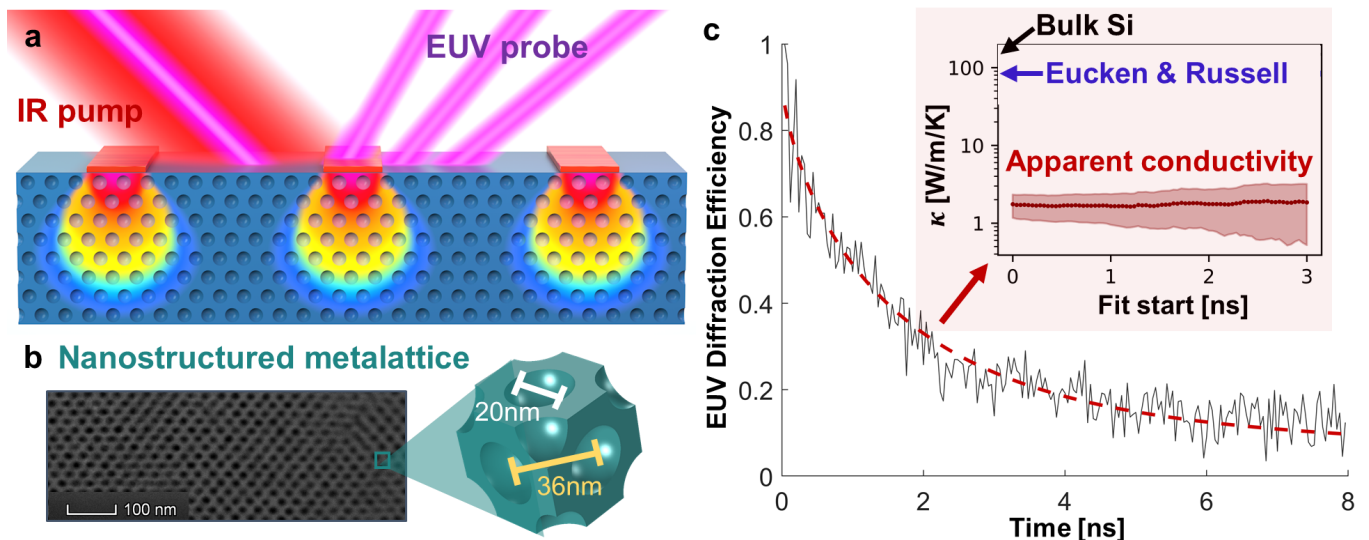 a
IR pump
EUV probe
b Nanostructured metalattice
100 nm
20nm
36nm
c
EUV Diffraction Efficiency
1
0.8
0.6
0.4
0.2
0
0
2
4
6
8
Time [ns]
Bulk Si
Eucken & Russell
Apparent conductivity
κ [W/m/K]
100
10
1
0
1
2
3
Fit start [ns]